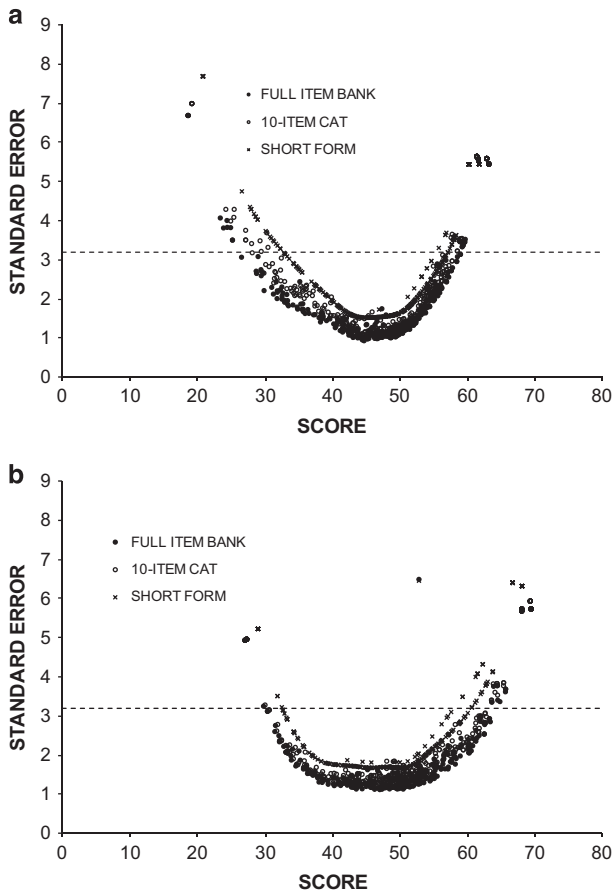 a
9
8
7
6
5
4
3
2
1
0
STANDARD ERROR
FULL ITEM BANK
10-ITEM CAT
SHORT FORM
0 10 20 30 40 50 60 70 80
SCORE
b
9
8
7
6
5
4
3
2
1
0
STANDARD ERROR
FULL ITEM BANK
10-ITEM CAT
SHORT FORM
0 10 20 30 40 50 60 70 80
SCORE